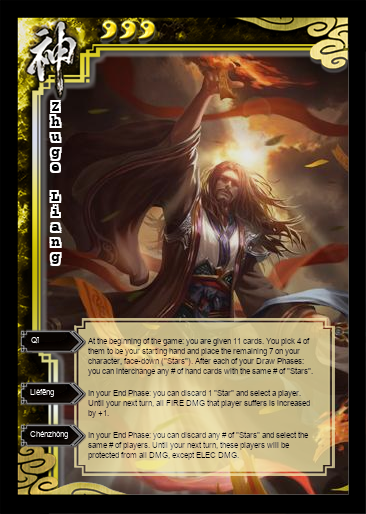 神
Zhuge Liang
Qī
At the beginning of the game: you are given 11 cards. You pick 4 of
them to be your starting hand and place the remaining 7 on your
character, face-down ("Stars"). After each of your Draw Phases:
you can interchange any # of hand cards with the same # of "Stars".
Liéfēng
In your End Phase: you can discard 1 "Star" and select a player.
Until your next turn, all FIRE DMG that player suffers is increased
by +1.
Chénzhòng
In your End Phase: you can discard any # of "Stars" and select the
same # of players. Until your next turn, these players will be
protected from all DMG, except ELEC DMG.